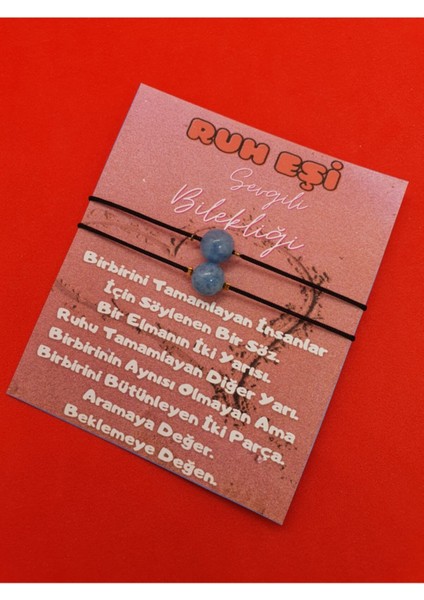 RUH EŞİ
Sevgili
Bilekliği
Birbirini Tamamlayan İnsanlar
İçin Söylenen Bir Söz.
Bir Elmanın İki Yarısı.
Ruhu Tamamlayan Diğer Yarı.
Birbirinin Aynısı Olmayan Ama
Birbirini Bütünleyen İki Parça.
Aramaya Değer.
Beklemeye Değen.